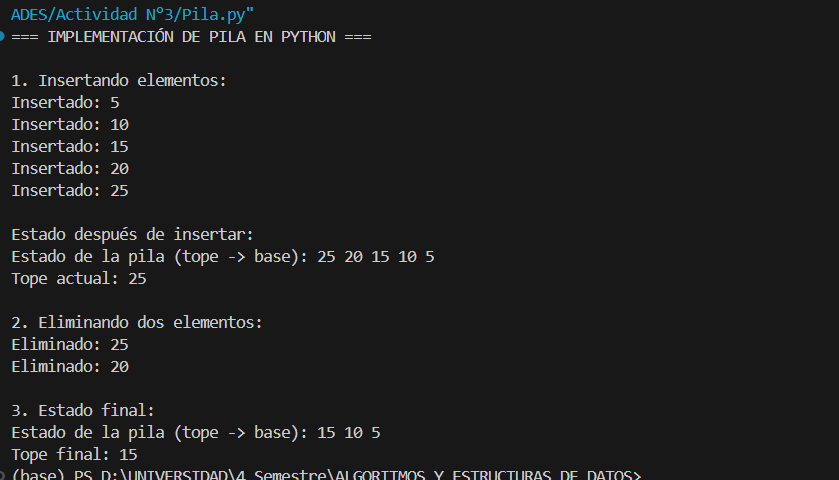 ADES/Actividad N°3/Pila.py"
=== IMPLEMENTACIÓN DE PILA EN PYTHON ===
1. Insertando elementos:
Insertado: 5
Insertado: 10
Insertado: 15
Insertado: 20
Insertado: 25
Estado después de insertar:
Estado de la pila (tope -> base): 25 20 15 10 5
Tope actual: 25
2. Eliminando dos elementos:
Eliminado: 25
Eliminado: 20
3. Estado final:
Estado de la pila (tope -> base): 15 10 5
Tope final: 15
(base) PS D:\UNIVERSIDAD\4 Semestre\ALGORITMOS Y ESTRUCTURAS DE DATOS>